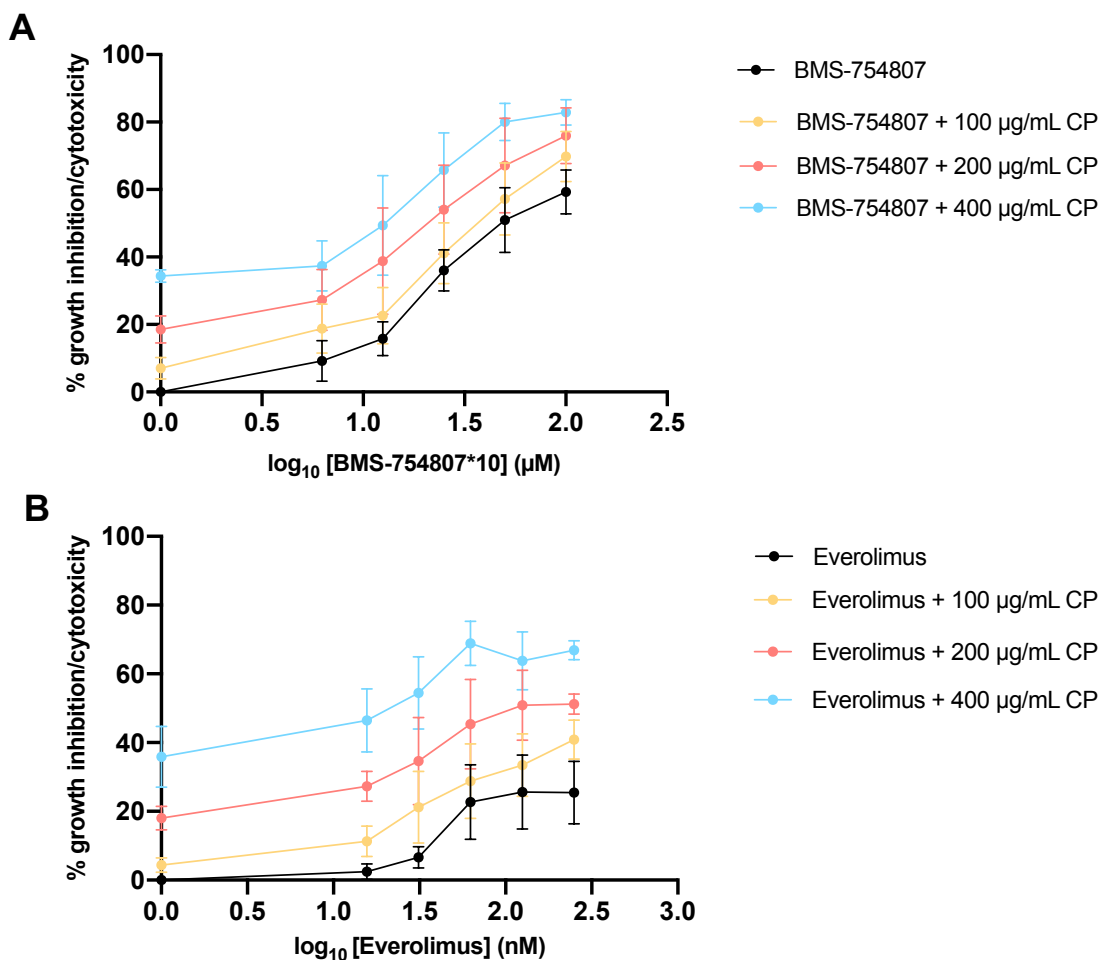 A
% growth inhibition/cytotoxicity
100
80
60
40
20
0
0.0 0.5 1.0 1.5 2.0 2.5
log10 [BMS-754807*10] (µM)
BMS-754807
BMS-754807 + 100 µg/mL CP
BMS-754807 + 200 µg/mL CP
BMS-754807 + 400 µg/mL CP
B
% growth inhibition/cytotoxicity
100
80
60
40
20
0
0.0 0.5 1.0 1.5 2.0 2.5 3.0
log10 [Everolimus] (nM)
Everolimus
Everolimus + 100 µg/mL CP
Everolimus + 200 µg/mL CP
Everolimus + 400 µg/mL CP